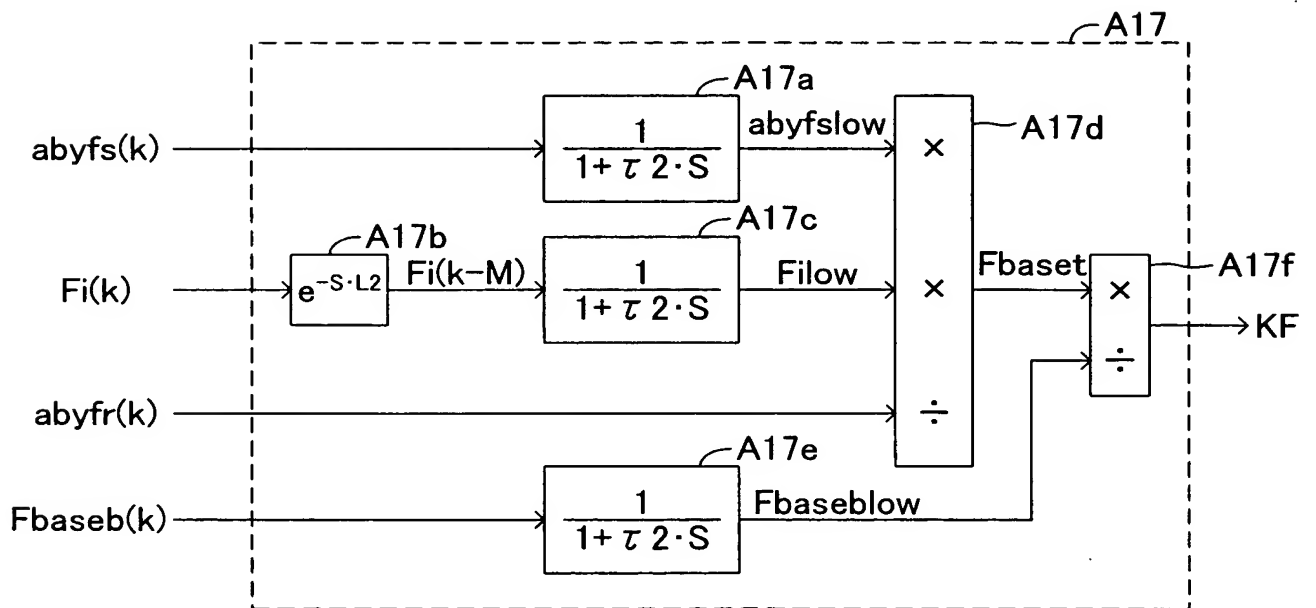 A17
A17a
abyfs(k)
1
1+ τ 2·S
abyfslow
×
A17d
A17b
A17c
Fi(k)
e-S·L2
Fi(k-M)
1
1+ τ 2·S
Filow
×
Fbaset
×
A17f
KF
÷
abyfr(k)
÷
A17e
Fbaseb(k)
1
1+ τ 2·S
Fbaseblow